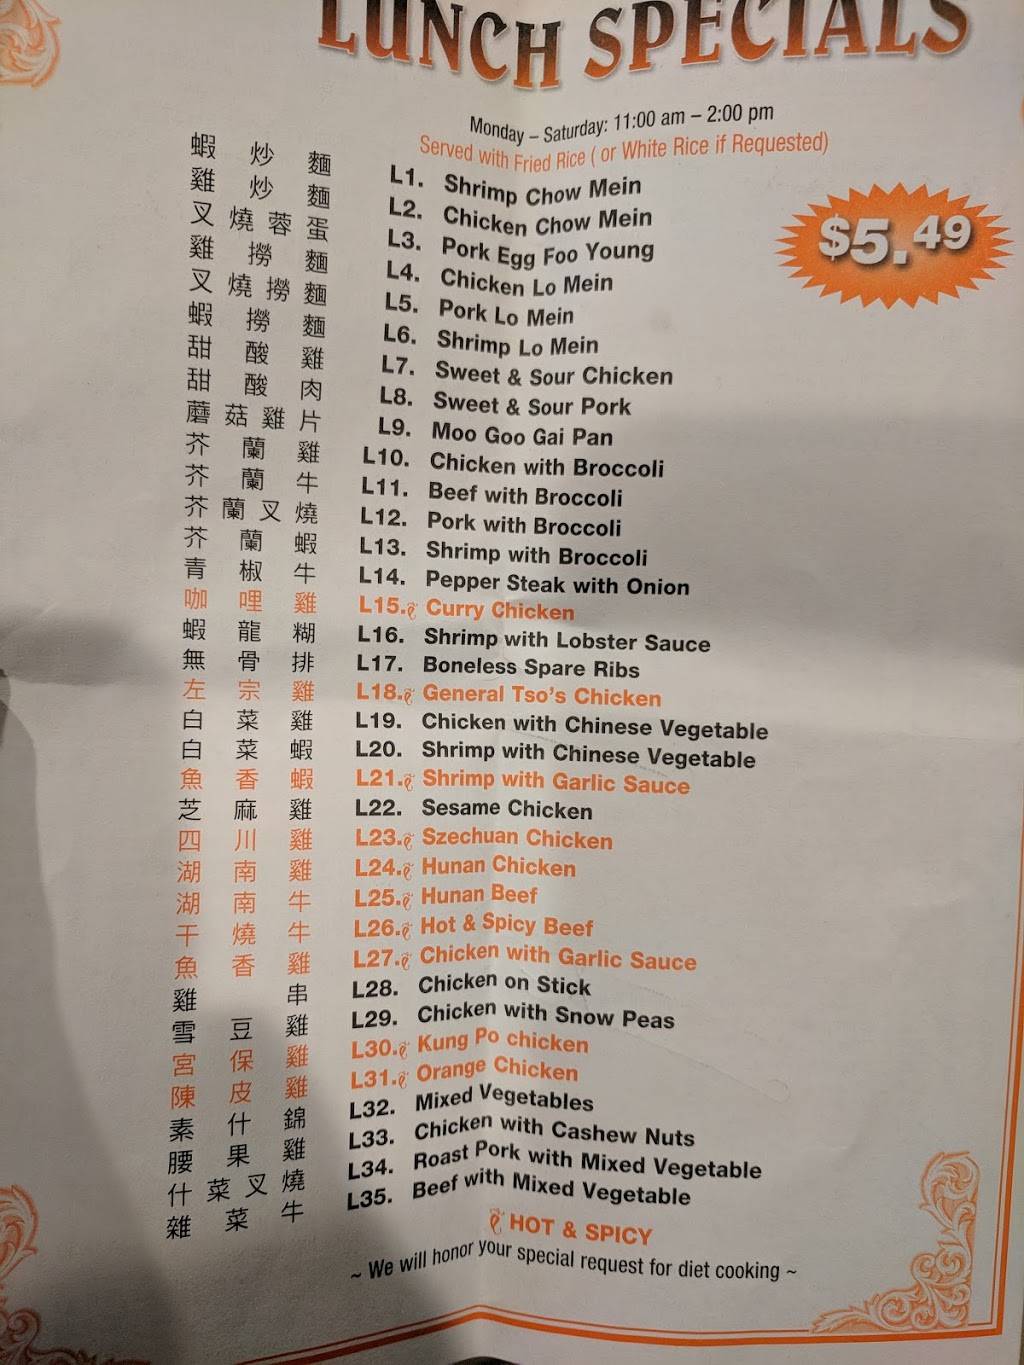 LUNCH SPECIALS
Monday – Saturday: 11:00 am – 2:00 pm
Served with Fried Rice ( or White Rice if Requested)
$5.49
蝦炒麵 L1. Shrimp Chow Mein
雞炒麵 L2. Chicken Chow Mein
叉燒蓉蛋 L3. Pork Egg Foo Young
雞撈麵 L4. Chicken Lo Mein
叉燒撈麵 L5. Pork Lo Mein
蝦撈麵 L6. Shrimp Lo Mein
甜酸雞 L7. Sweet & Sour Chicken
甜酸肉 L8. Sweet & Sour Pork
蘑菇雞片 L9. Moo Goo Gai Pan
芥蘭雞 L10. Chicken with Broccoli
芥蘭牛 L11. Beef with Broccoli
芥蘭叉燒 L12. Pork with Broccoli
芥蘭蝦 L13. Shrimp with Broccoli
青椒牛 L14. Pepper Steak with Onion
咖哩雞 L15. Curry Chicken
蝦龍糊 L16. Shrimp with Lobster Sauce
無骨排 L17. Boneless Spare Ribs
左宗雞 L18. General Tso's Chicken
白菜雞 L19. Chicken with Chinese Vegetable
白菜蝦 L20. Shrimp with Chinese Vegetable
魚香蝦 L21. Shrimp with Garlic Sauce
芝麻雞 L22. Sesame Chicken
四川雞 L23. Szechuan Chicken
湖南雞 L24. Hunan Chicken
湖南牛 L25. Hunan Beef
干燒牛 L26. Hot & Spicy Beef
魚香雞 L27. Chicken with Garlic Sauce
雞串 L28. Chicken on Stick
雪豆雞 L29. Chicken with Snow Peas
宮保雞 L30. Kung Po chicken
陳皮雞 L31. Orange Chicken
素什錦 L32. Mixed Vegetables
腰果雞 L33. Chicken with Cashew Nuts
什菜叉燒 L34. Roast Pork with Mixed Vegetable
雜菜牛 L35. Beef with Mixed Vegetable
HOT & SPICY
~ We will honor your special request for diet cooking ~